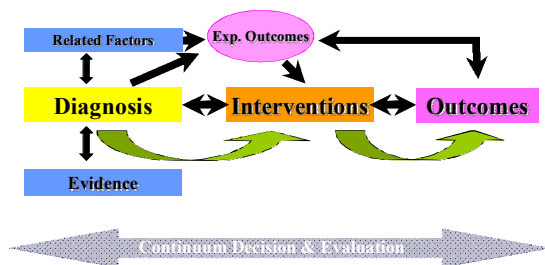 Related Factors
Exp. Outcomes
Diagnosis
Interventions
Outcomes
Evidence
Continuum Decision & Evaluation